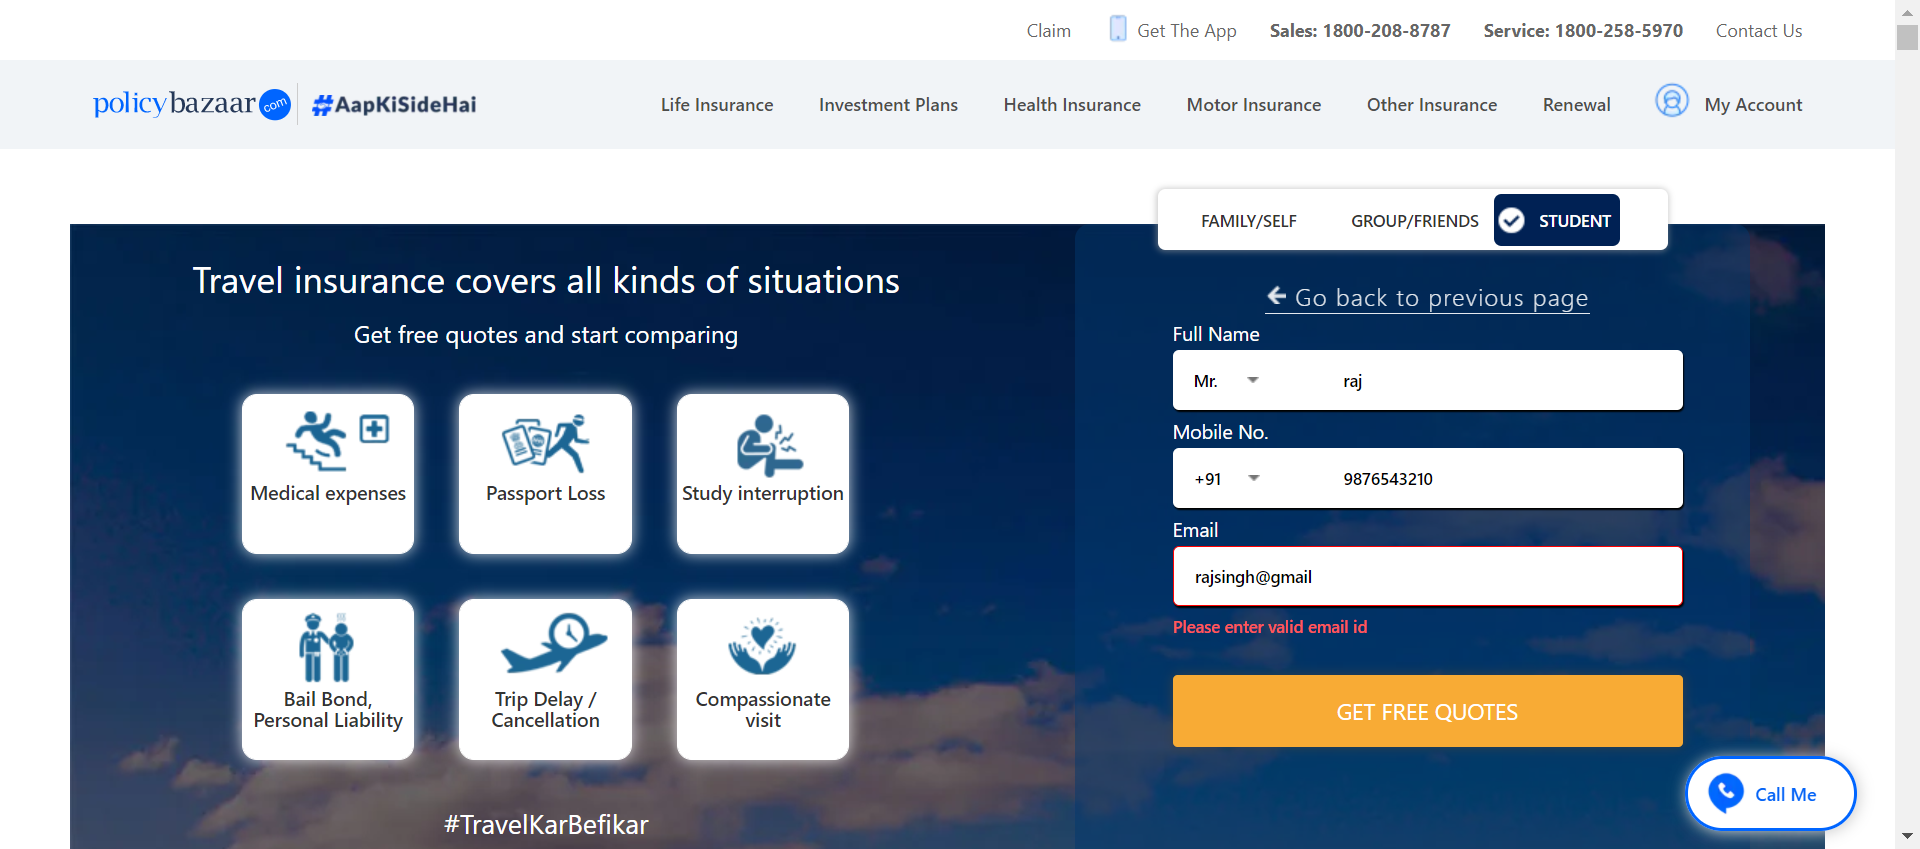 Claim
Get The App
Sales: 1800-208-8787
Service: 1800-258-5970
Contact Us
policybazaar.com
#AapKiSideHai
Life Insurance
Investment Plans
Health Insurance
Motor Insurance
Other Insurance
Renewal
My Account
FAMILY/SELF
GROUP/FRIENDS
STUDENT
Travel insurance covers all kinds of situations
Get free quotes and start comparing
Medical expenses
Passport Loss
Study interruption
Bail Bond,
Personal Liability
Trip Delay /
Cancellation
Compassionate
visit
#TravelKarBefikar
Go back to previous page
Full Name
Mr.
raj
Mobile No.
+91
9876543210
Email
rajsingh@gmail
Please enter valid email id
GET FREE QUOTES
Call Me